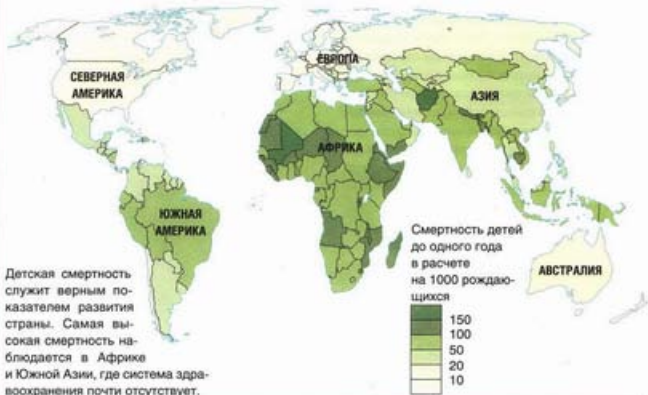 СЕВЕРНАЯ
АМЕРИКА
ЕВРОПА
АЗИЯ
АФРИКА
ЮЖНАЯ
АМЕРИКА
АВСТРАЛИЯ
Смертность детей
до одного года
в расчете
на 1000 рождаю-
щихся
150
100
50
20
10
Детская смертность
служит верным по-
казателем развития
страны. Самая вы-
сокая смертность на-
блюдается в Африке
и Южной Азии, где система здра-
воохранения почти отсутствует.